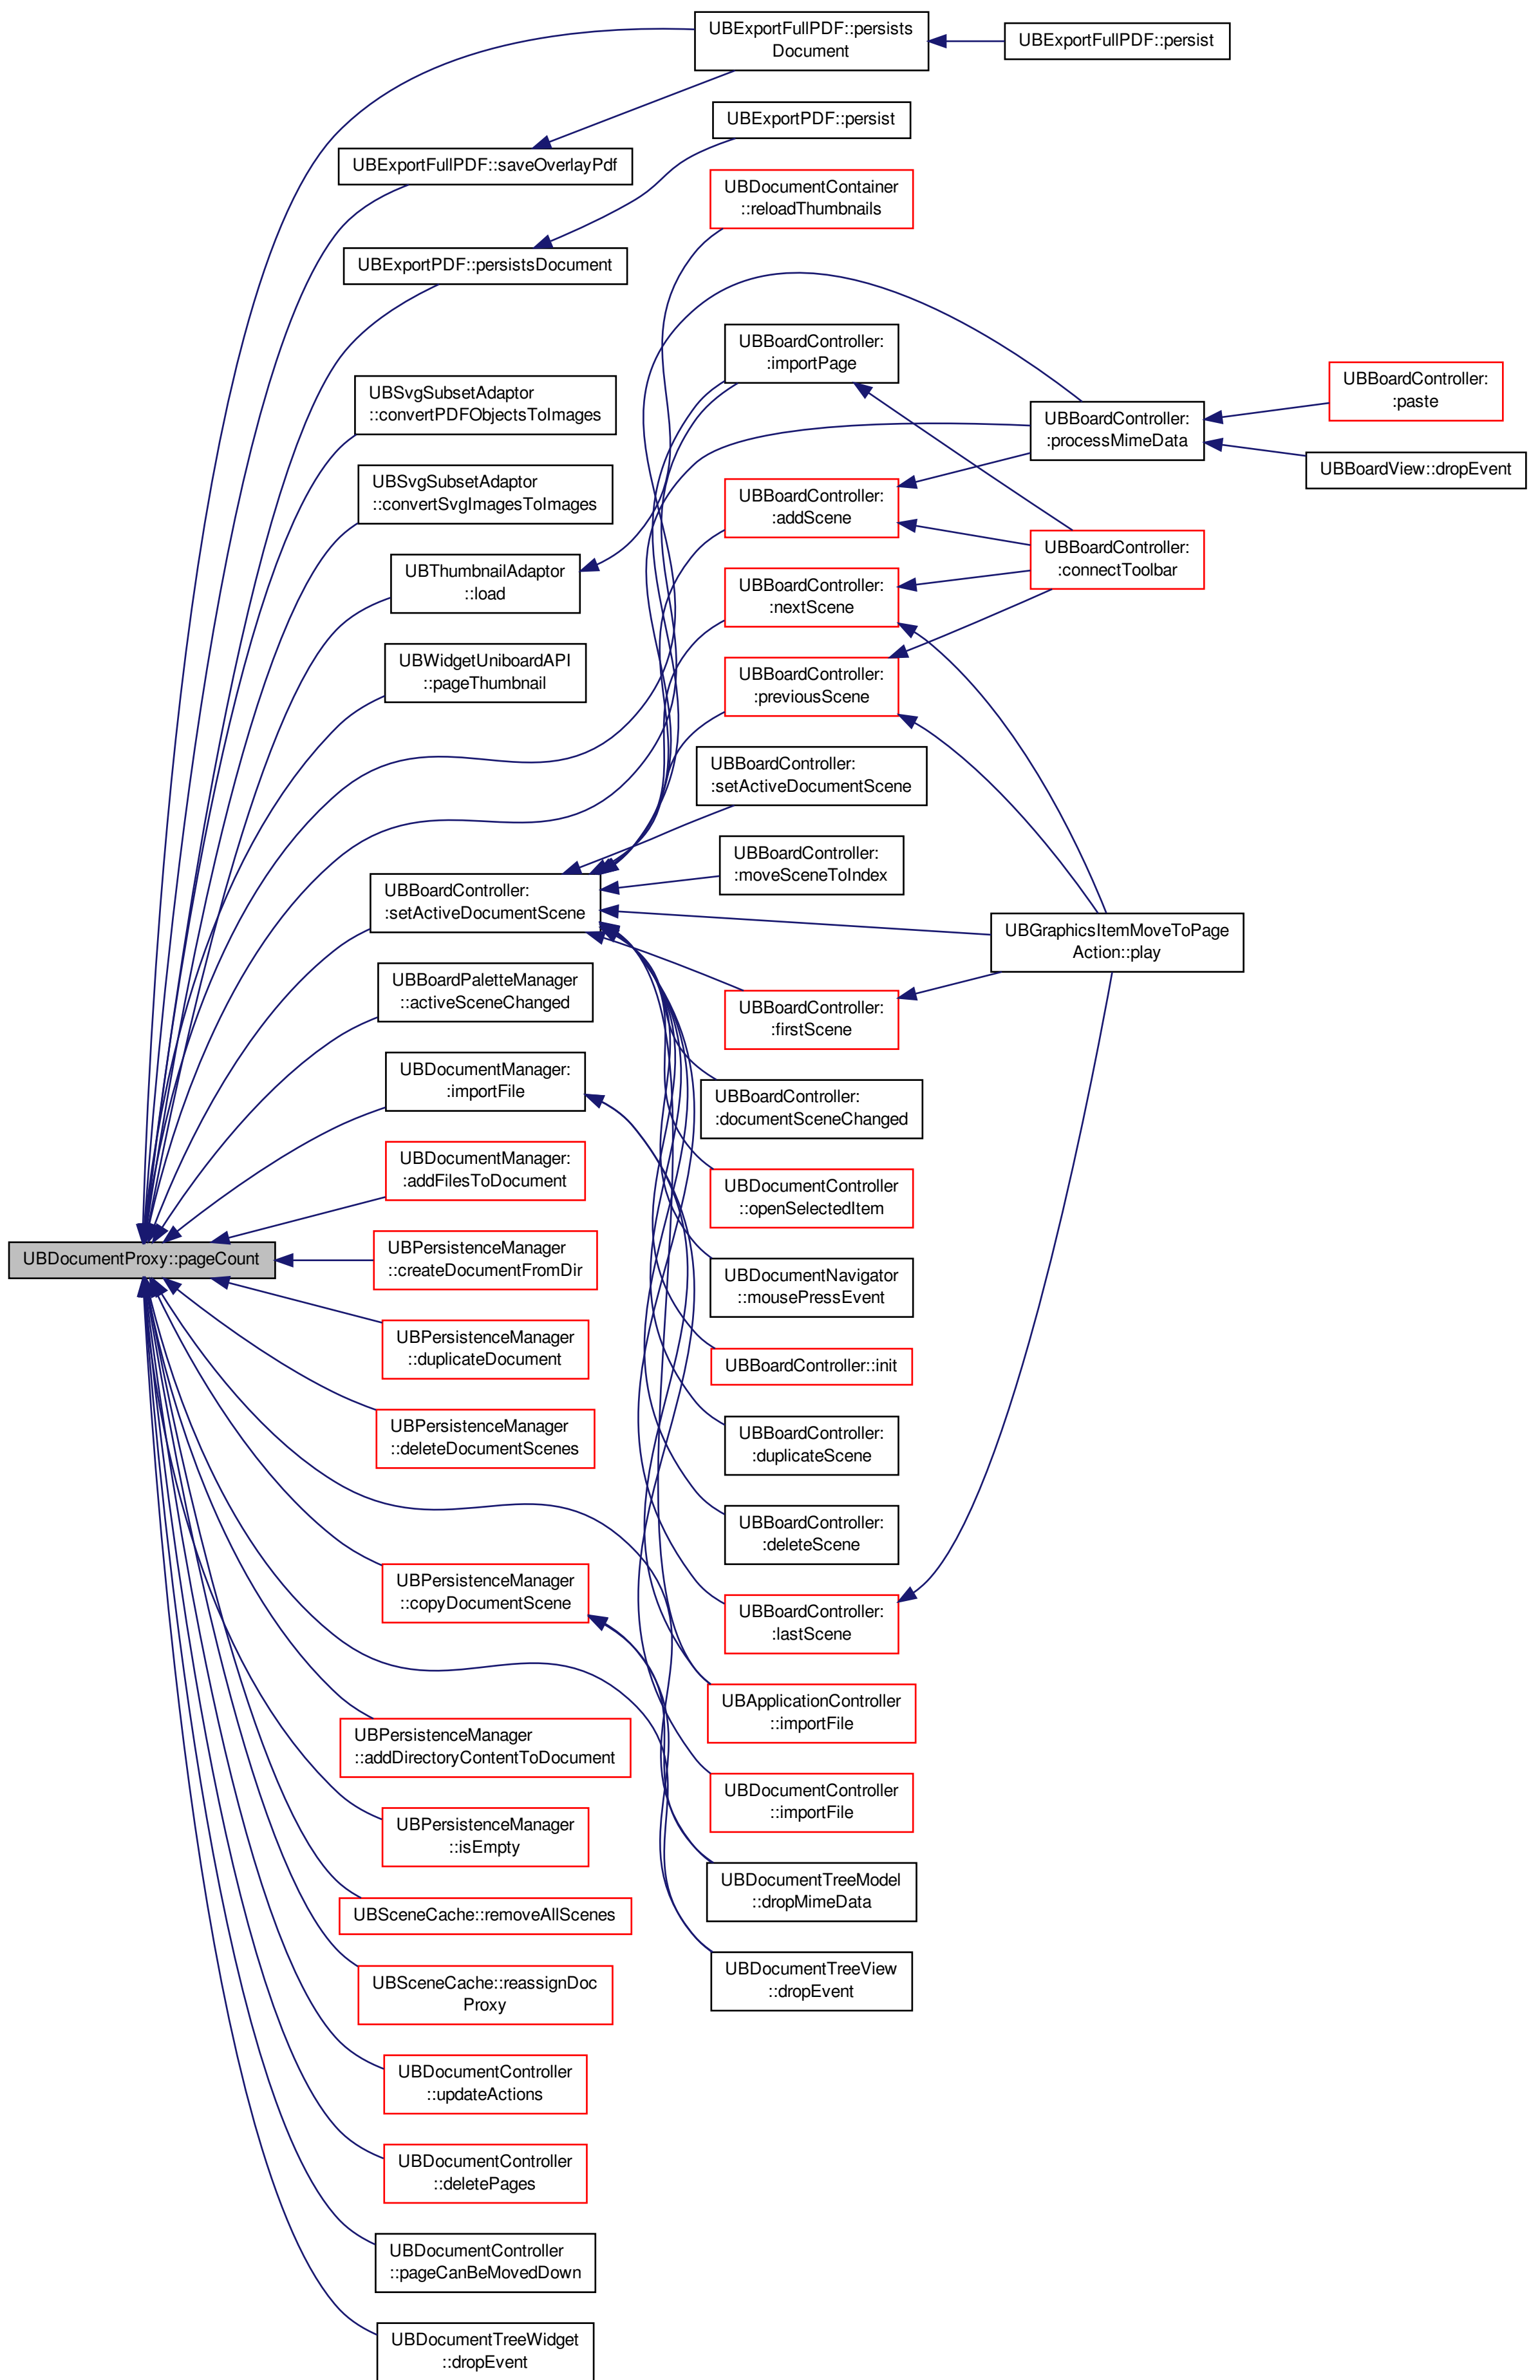 UBDocumentProxy::pageCount
UBExportFullPDF::persists
Document
UBExportFullPDF::persist
UBExportFullPDF::saveOverlayPdf
UBExportPDF::persist
UBExportPDF::persistsDocument
UBDocumentContainer
::reloadThumbnails
UBSvgSubsetAdaptor
::convertPDFObjectsToImages
UBSvgSubsetAdaptor
::convertSvgImagesToImages
UBThumbnailAdaptor
::load
UBWidgetUniboardAPI
::pageThumbnail
UBBoardController:
:importPage
UBBoardController:
:processMimeData
UBBoardController:
:paste
UBBoardView::dropEvent
UBBoardController:
:addScene
UBBoardController:
:connectToolbar
UBBoardController:
:nextScene
UBBoardController:
:previousScene
UBBoardController:
:setActiveDocumentScene
UBBoardController:
:moveSceneToIndex
UBBoardController:
:setActiveDocumentScene
UBGraphicsItemMoveToPage
Action::play
UBBoardController:
:firstScene
UBBoardPaletteManager
::activeSceneChanged
UBDocumentManager:
:importFile
UBBoardController:
:documentSceneChanged
UBDocumentManager:
:addFilesToDocument
UBDocumentController
::openSelectedItem
UBPersistenceManager
::createDocumentFromDir
UBDocumentNavigator
::mousePressEvent
UBPersistenceManager
::duplicateDocument
UBBoardController::init
UBPersistenceManager
::deleteDocumentScenes
UBBoardController:
:duplicateScene
UBBoardController:
:deleteScene
UBPersistenceManager
::copyDocumentScene
UBBoardController:
:lastScene
UBApplicationController
::importFile
UBPersistenceManager
::addDirectoryContentToDocument
UBDocumentController
::importFile
UBPersistenceManager
::isEmpty
UBDocumentTreeModel
::dropMimeData
UBSceneCache::removeAllScenes
UBDocumentTreeView
::dropEvent
UBSceneCache::reassignDoc
Proxy
UBDocumentController
::updateActions
UBDocumentController
::deletePages
UBDocumentController
::pageCanBeMovedDown
UBDocumentTreeWidget
::dropEvent